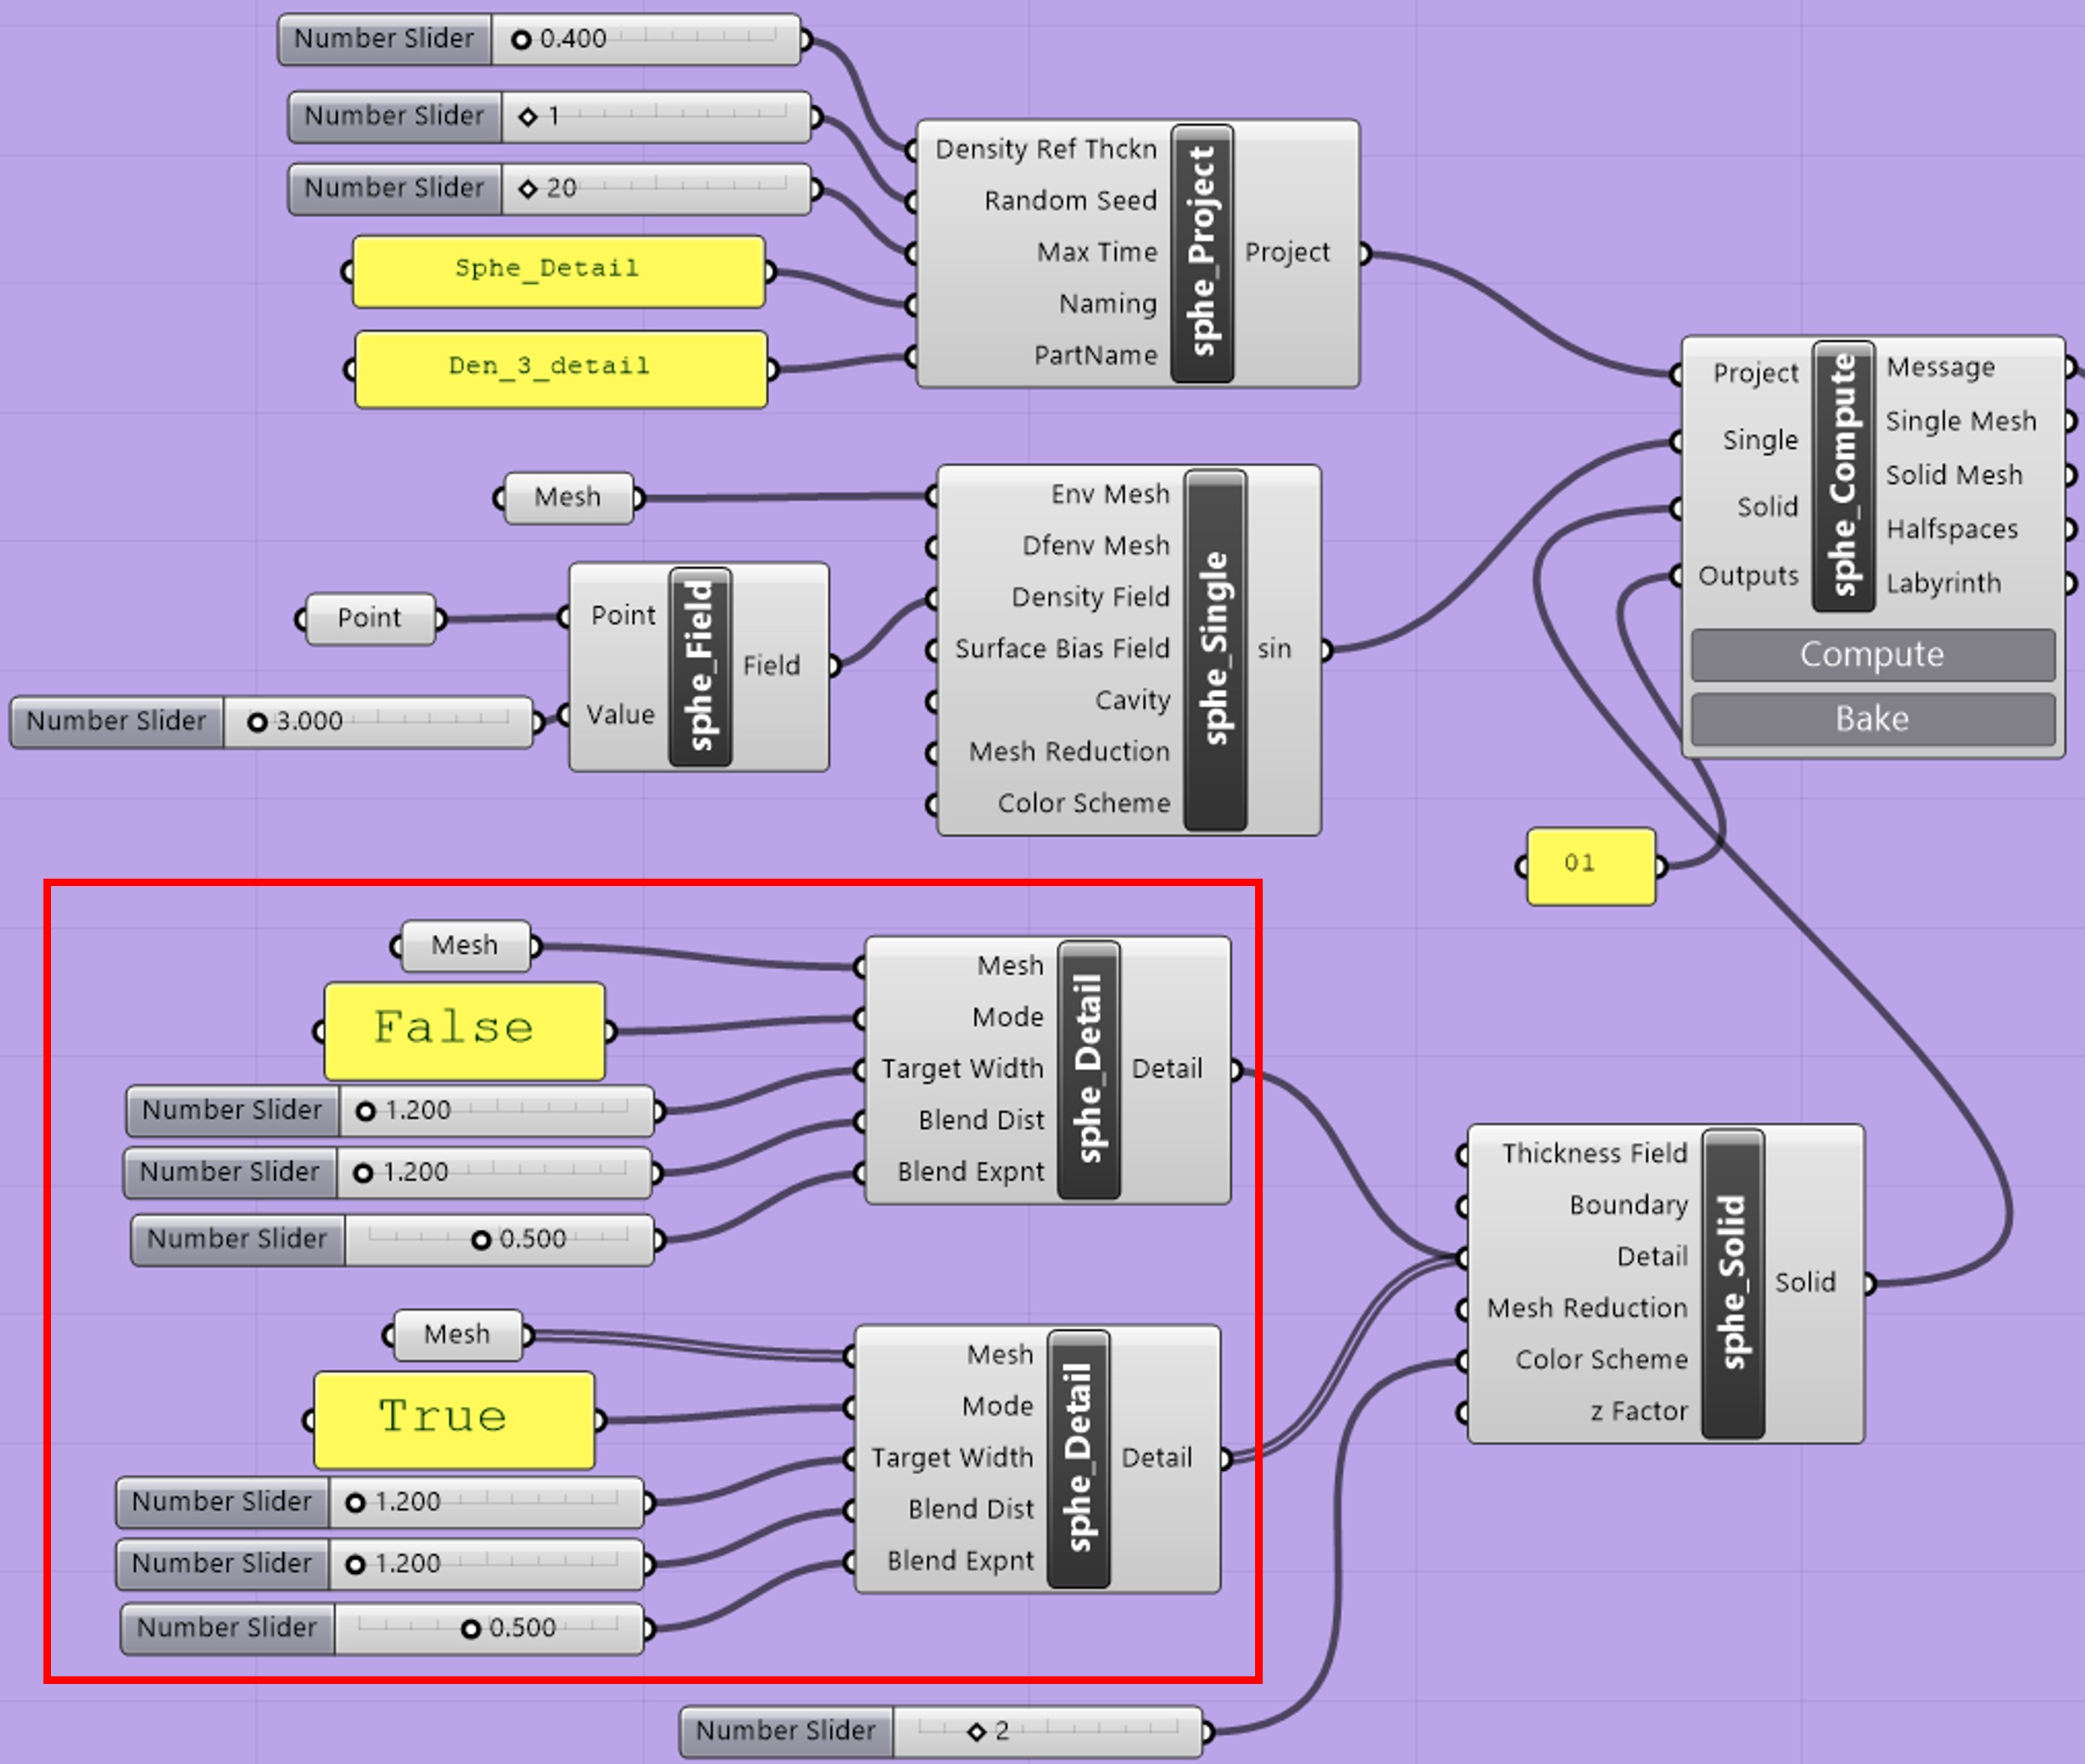 Number Slider 0.400
Number Slider 1
Number Slider 20
Sphe_Detail
Den_3_detail
Density Ref Thckn
Random Seed
Max Time
Naming
PartName
sphe_Project
Project
Mesh
Point
Number Slider 3.000
Point
Value
sphe_Field
Field
Env Mesh
Dfenv Mesh
Density Field
Surface Bias Field
Cavity
Mesh Reduction
Color Scheme
sphe_Single
sin
Project
Single
Solid
Outputs
sphe_Compute
Message
Single Mesh
Solid Mesh
Halfspaces
Labyrinth
Compute
Bake
01
Mesh
False
Number Slider 1.200
Number Slider 1.200
Number Slider 0.500
Mesh
Mode
Target Width
Blend Dist
Blend Expnt
sphe_Detail
Detail
Mesh
True
Number Slider 1.200
Number Slider 1.200
Number Slider 0.500
Mesh
Mode
Target Width
Blend Dist
Blend Expnt
sphe_Detail
Detail
Thickness Field
Boundary
Detail
Mesh Reduction
Color Scheme
z Factor
sphe_Solid
Solid
Number Slider 2